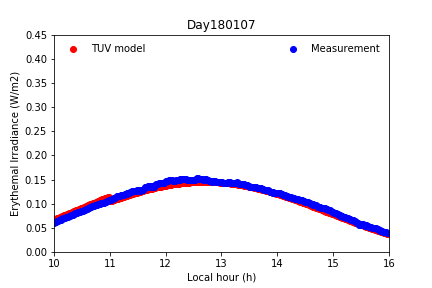 Day180107
0.45
0.40
0.35
0.30
0.25
0.20
0.15
0.10
0.05
0.00
Erythemal Irradiance (W/m2)
TUV model
Measurement
10 11 12 13 14 15 16
Local hour (h)